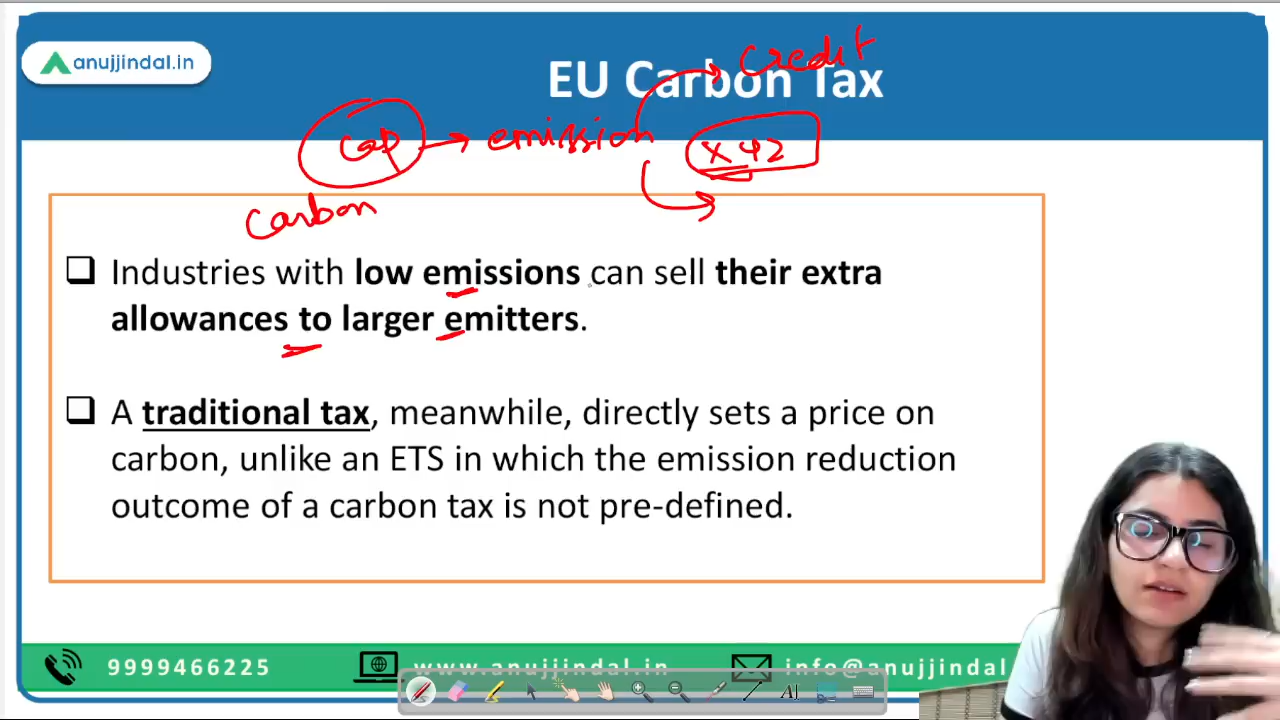 anujjindal.in
EU Carbon Tax
credit
cap → emission
x y z
carbon
❑ Industries with low emissions can sell their extra
allowances to larger emitters.
❑ A traditional tax, meanwhile, directly sets a price on
carbon, unlike an ETS in which the emission reduction
outcome of a carbon tax is not pre-defined.
9999466225
www.anujjindal.in
info@anujjindal